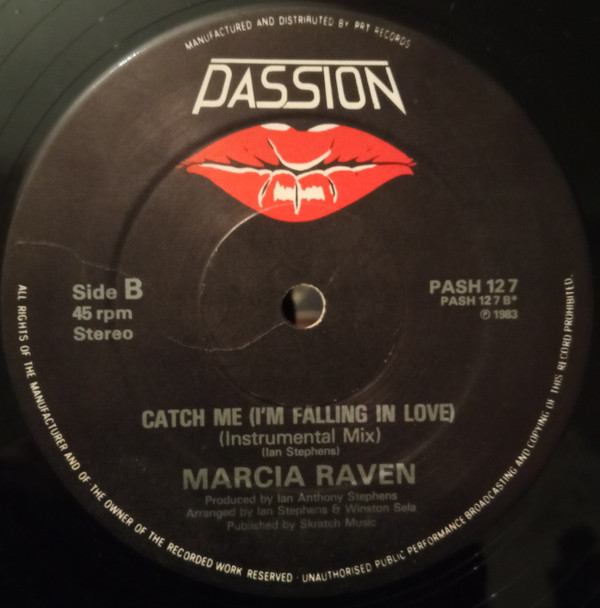 MANUFACTURED AND DISTRIBUTED BY PRT RECORDS
PASSION
Side B
45 rpm
Stereo
PASH 12 7
PASH 12 7 B*
℗ 1983
CATCH ME (I'M FALLING IN LOVE)
(Instrumental Mix)
(Ian Stephens)
MARCIA RAVEN
Produced by Ian Anthony Stephens
Arranged by Ian Stephens & Winston Sela
Published by Skratch Music
ALL RIGHTS OF THE MANUFACTURER AND OF THE OWNER OF THE RECORDED WORK RESERVED · UNAUTHORISED PUBLIC PERFORMANCE BROADCASTING AND COPYING OF THIS RECORD PROHIBITED.